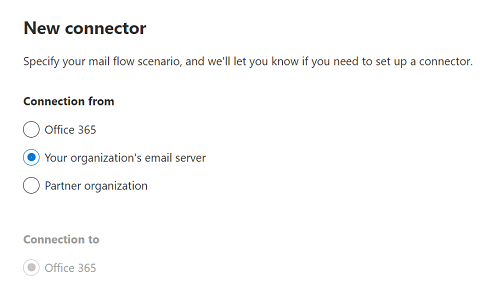 New connector
Specify your mail flow scenario, and we'll let you know if you need to set up a connector.
Connection from
Office 365
Your organization's email server
Partner organization
Connection to
Office 365